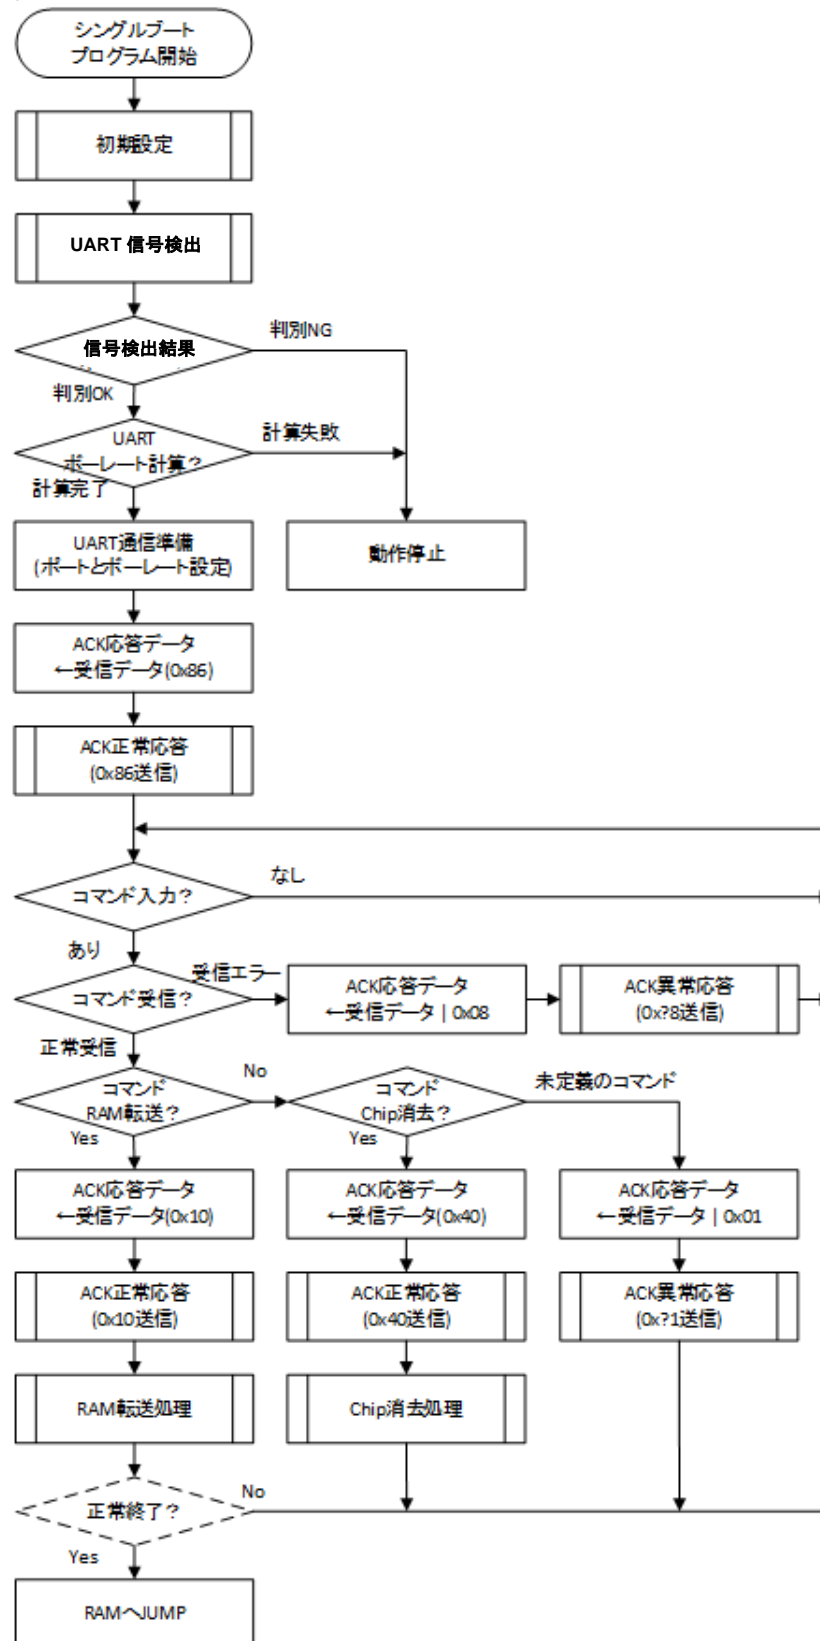 シングルブート
プログラム開始
初期設定
UART 信号検出
信号検出結果
判別NG
判別OK
UART
ボーレート計算？
計算失敗
計算完了
UART通信準備
(ポートとボーレート設定)
動作停止
ACK応答データ
←受信データ(0x86)
ACK正常応答
(0x86送信)
コマンド入力？
なし
あり
コマンド受信？
受信エラー
ACK応答データ
←受信データ | 0x08
ACK異常応答
(0x?8送信)
正常受信
コマンド
RAM転送？
No
コマンド
Chip消去？
未定義のコマンド
Yes
Yes
ACK応答データ
←受信データ(0x10)
ACK応答データ
←受信データ(0x40)
ACK応答データ
←受信データ | 0x01
ACK正常応答
(0x10送信)
ACK正常応答
(0x40送信)
ACK異常応答
(0x?1送信)
RAM転送処理
Chip消去処理
正常終了？
No
Yes
RAMへJUMP